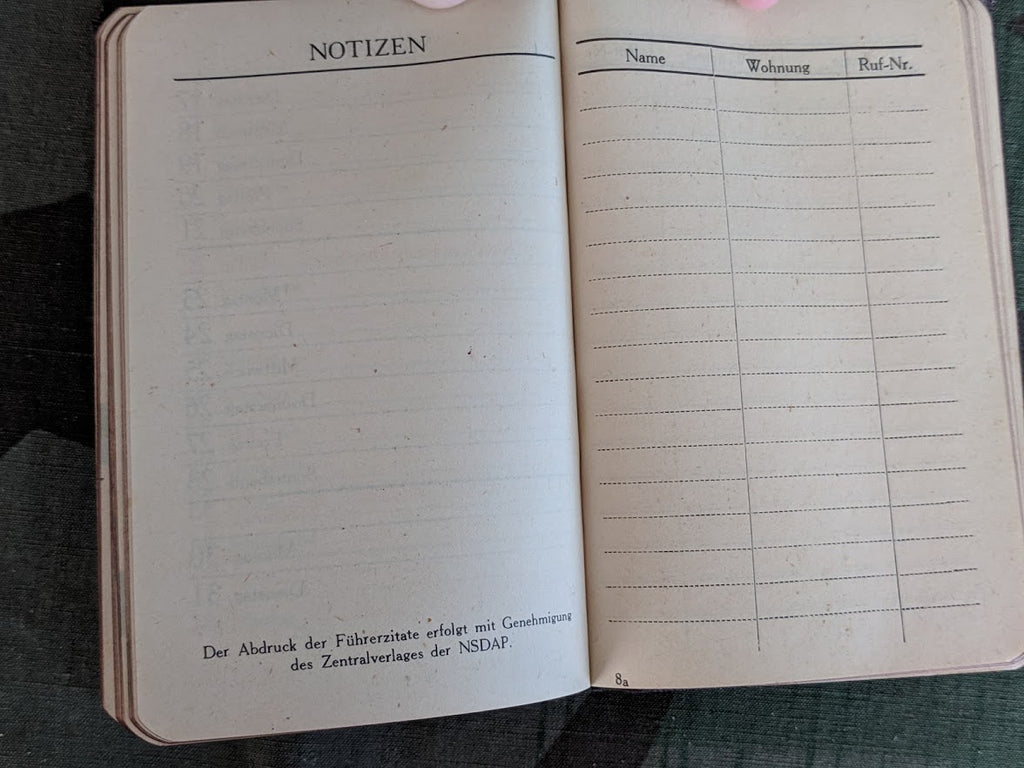 NOTIZEN
Der Abdruck der Führerzitate erfolgt mit Genehmigung
des Zentralverlages der NSDAP.
Name Wohnung Ruf-Nr.
8a